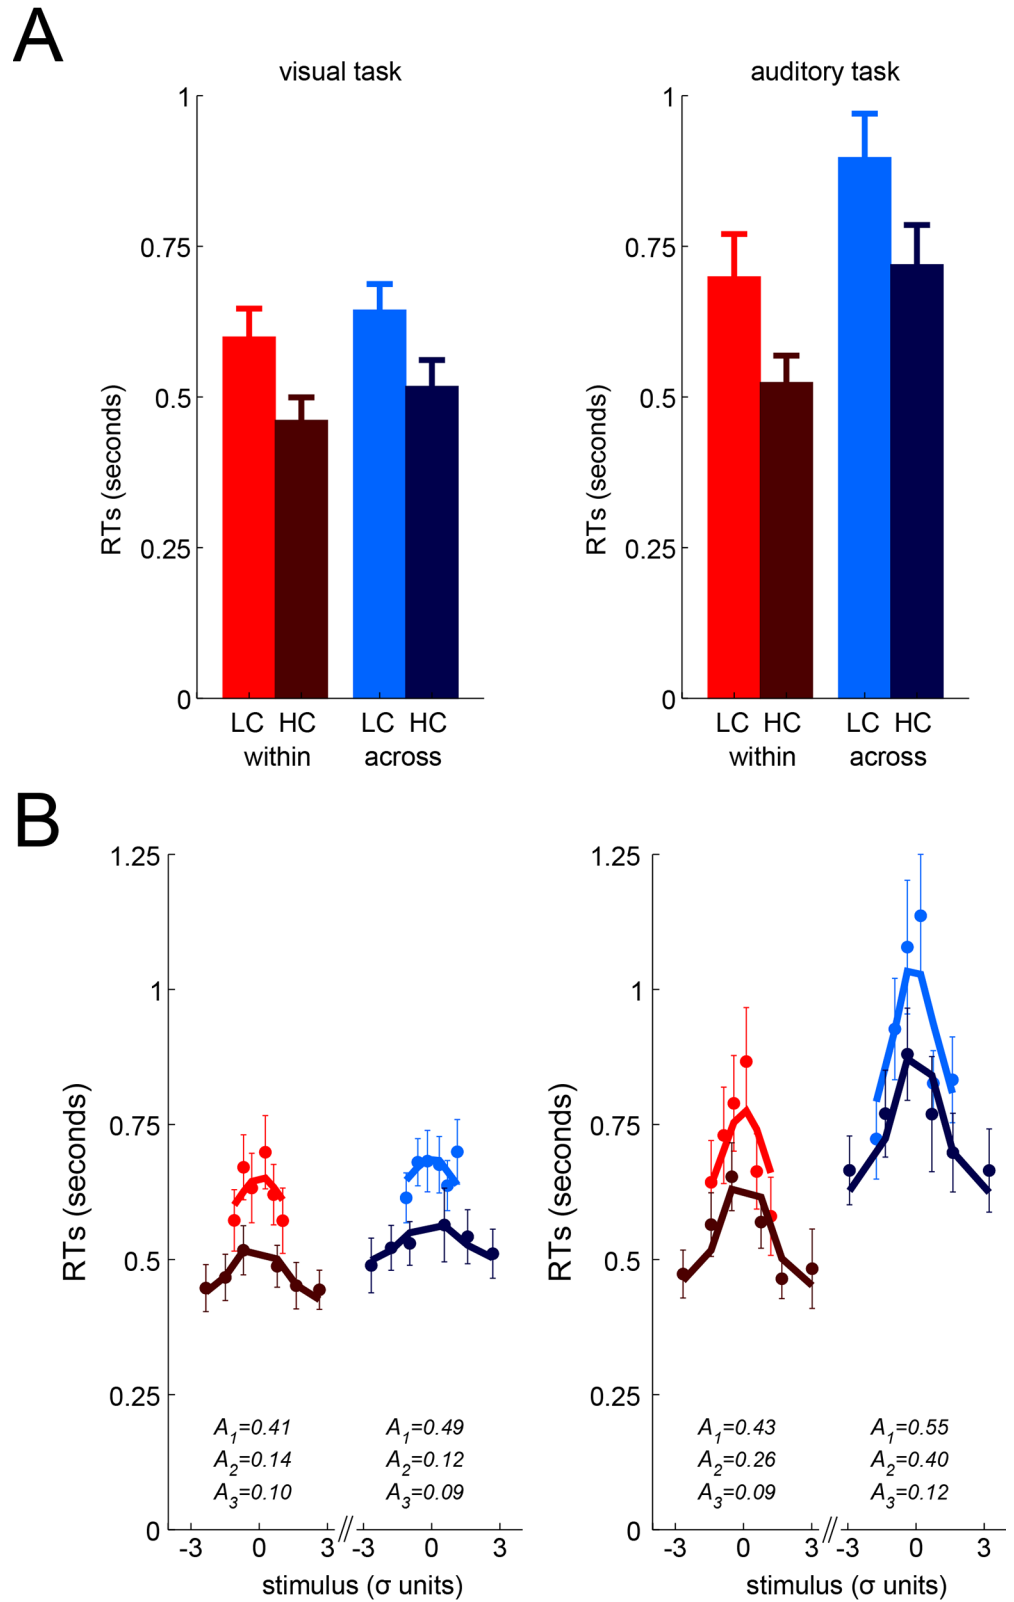 A
visual task
auditory task
1
0.75
0.5
0.25
0
RTs (seconds)
LC HC LC HC
within across
1
0.75
0.5
0.25
0
RTs (seconds)
LC HC LC HC
within across
B
1.25
1
0.75
0.5
0.25
0
RTs (seconds)
A1=0.41
A2=0.14
A3=0.10
A1=0.49
A2=0.12
A3=0.09
-3 0 3 // -3 0 3
stimulus (σ units)
1.25
1
0.75
0.5
0.25
0
RTs (seconds)
A1=0.43
A2=0.26
A3=0.09
A1=0.55
A2=0.40
A3=0.12
-3 0 3 // -3 0 3
stimulus (σ units)